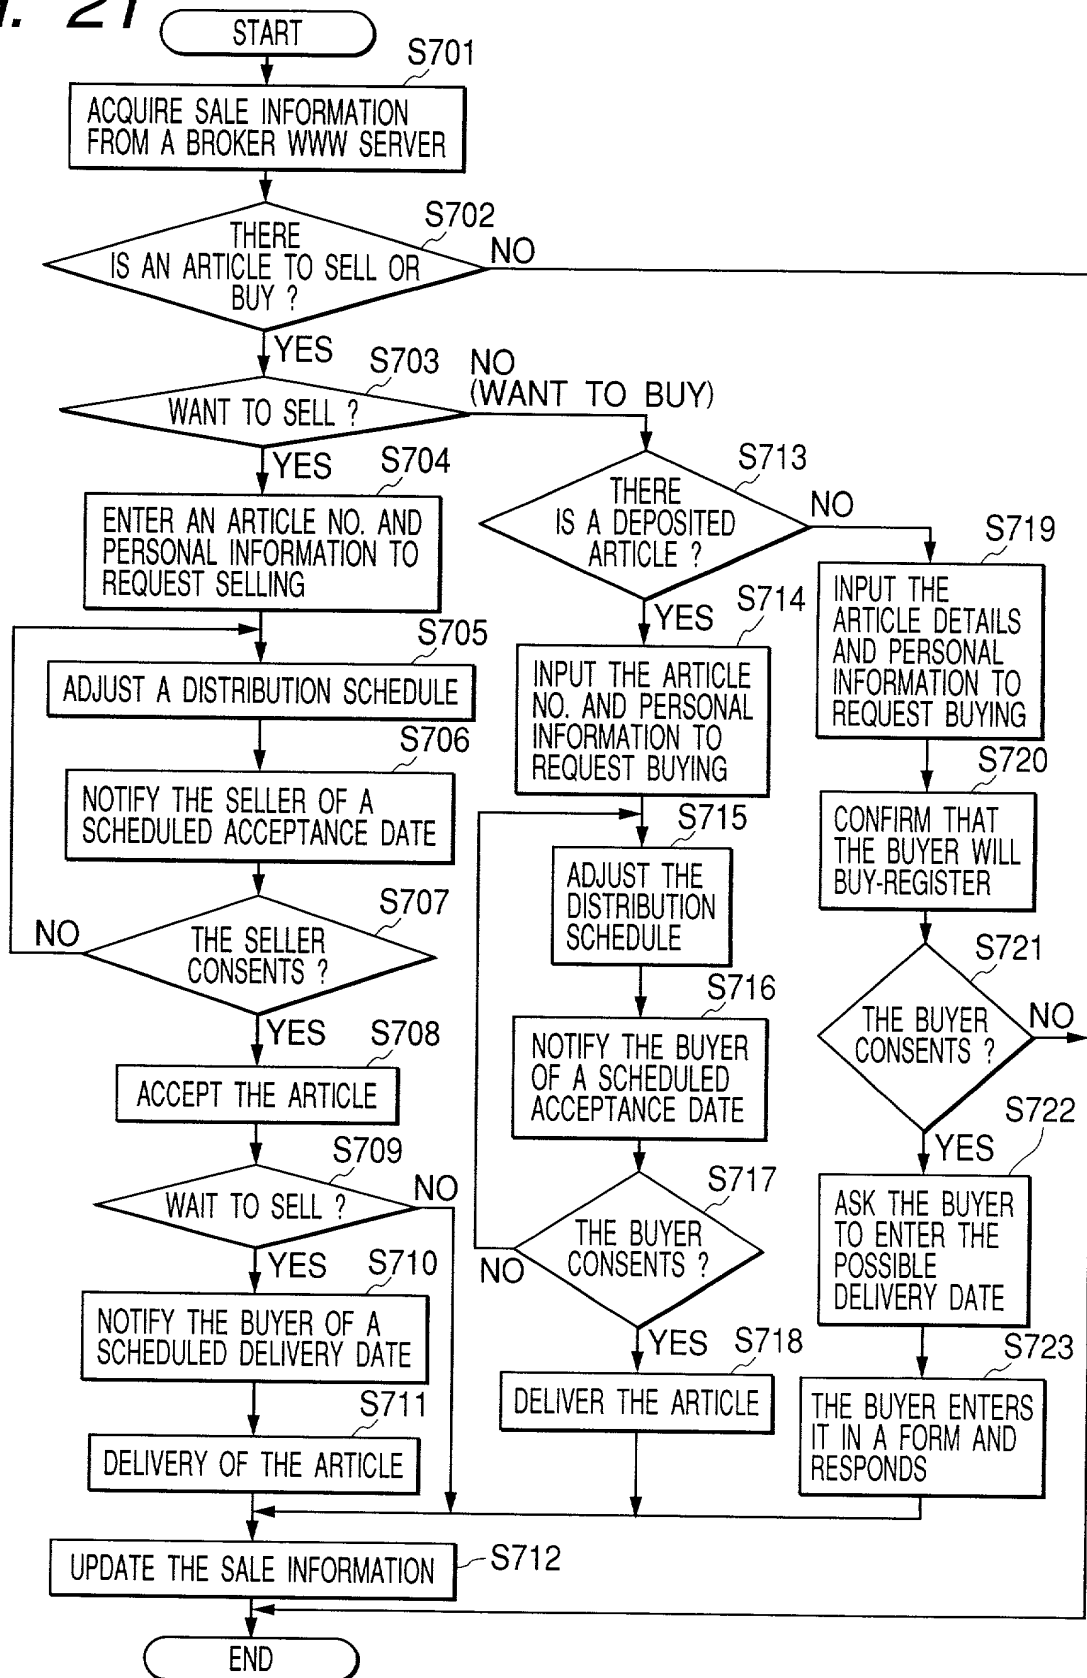 21
START
S701
ACQUIRE SALE INFORMATION
FROM A BROKER WWW SERVER
S702
THERE
IS AN ARTICLE TO SELL OR
BUY ?
NO
YES
S703
NO
(WANT TO BUY)
WANT TO SELL ?
YES
S704
ENTER AN ARTICLE NO. AND
PERSONAL INFORMATION TO
REQUEST SELLING
S705
ADJUST A DISTRIBUTION SCHEDULE
S706
NOTIFY THE SELLER OF A
SCHEDULED ACCEPTANCE DATE
S707
NO
THE SELLER
CONSENTS ?
YES
S708
ACCEPT THE ARTICLE
S709
WAIT TO SELL ?
NO
YES
S710
NOTIFY THE BUYER OF A
SCHEDULED DELIVERY DATE
S711
DELIVERY OF THE ARTICLE
UPDATE THE SALE INFORMATION
S712
END
S713
THERE
IS A DEPOSITED
ARTICLE ?
NO
YES
S714
INPUT THE ARTICLE
NO. AND PERSONAL
INFORMATION TO
REQUEST BUYING
S715
ADJUST THE
DISTRIBUTION
SCHEDULE
S716
NOTIFY THE BUYER
OF A SCHEDULED
ACCEPTANCE DATE
S717
THE BUYER
CONSENTS ?
NO
YES
S718
DELIVER THE ARTICLE
S719
INPUT THE
ARTICLE DETAILS
AND PERSONAL
INFORMATION TO
REQUEST BUYING
S720
CONFIRM THAT
THE BUYER WILL
BUY-REGISTER
S721
THE BUYER
CONSENTS ?
NO
YES
S722
ASK THE BUYER
TO ENTER THE
POSSIBLE
DELIVERY DATE
S723
THE BUYER ENTERS
IT IN A FORM AND
RESPONDS